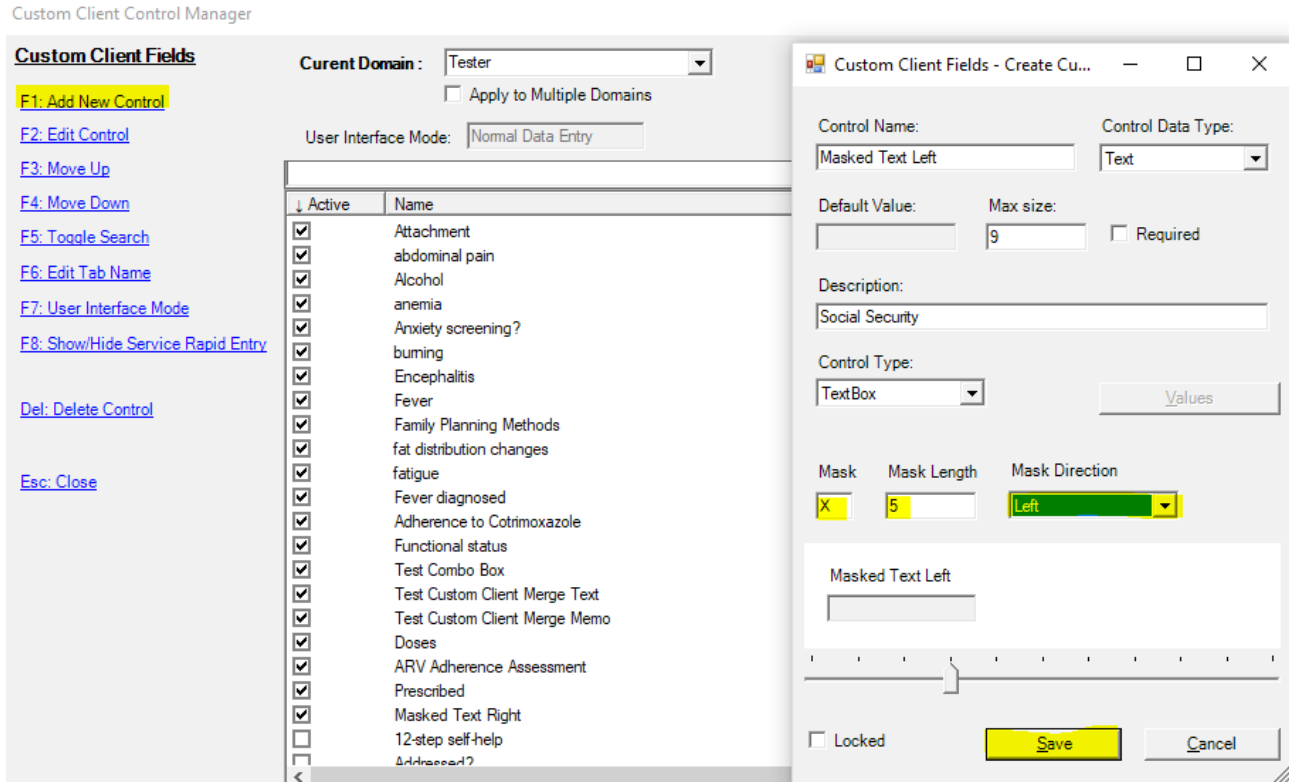 Custom Client Control Manager
Custom Client Fields
F1: Add New Control
F2: Edit Control
F3: Move Up
F4: Move Down
F5: Toggle Search
F6: Edit Tab Name
F7: User Interface Mode
F8: Show/Hide Service Rapid Entry
Del: Delete Control
Esc: Close
Curent Domain : Tester
Apply to Multiple Domains
User Interface Mode: Normal Data Entry
↓ Active Name
Attachment
abdominal pain
Alcohol
anemia
Anxiety screening?
burning
Encephalitis
Fever
Family Planning Methods
fat distribution changes
fatigue
Fever diagnosed
Adherence to Cotrimoxazole
Functional status
Test Combo Box
Test Custom Client Merge Text
Test Custom Client Merge Memo
Doses
ARV Adherence Assessment
Prescribed
Masked Text Right
12-step self-help
Addressed?
Custom Client Fields - Create Cu...
Control Name: Control Data Type:
Masked Text Left Text
Default Value: Max size:
9 Required
Description:
Social Security
Control Type:
TextBox Values
Mask Mask Length Mask Direction
X 5 Left
Masked Text Left
Locked Save Cancel